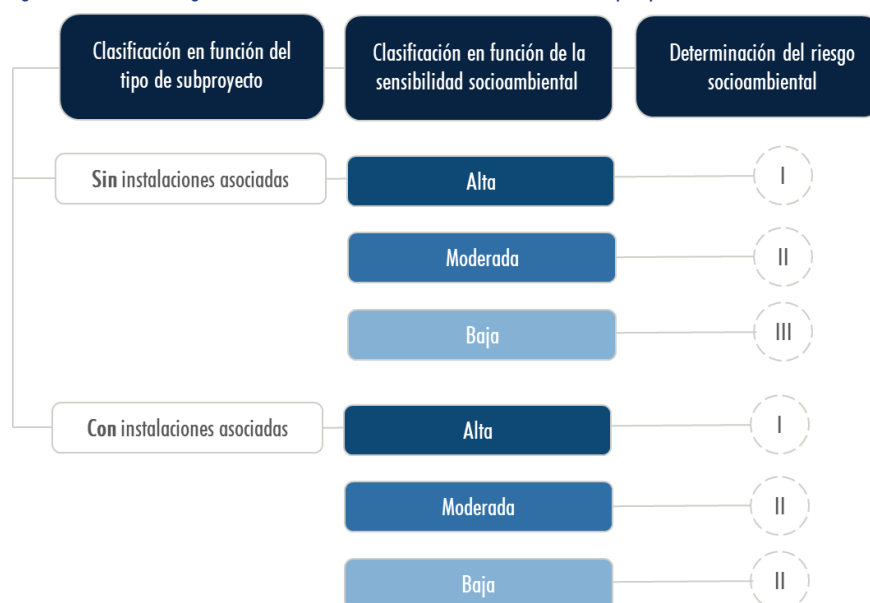 Clasificación en función del
tipo de subproyecto
Clasificación en función de la
sensibilidad socioambiental
Determinación del riesgo
socioambiental
Sin instalaciones asociadas
Alta
I
Moderada
II
Baja
III
Con instalaciones asociadas
Alta
I
Moderada
II
Baja
II